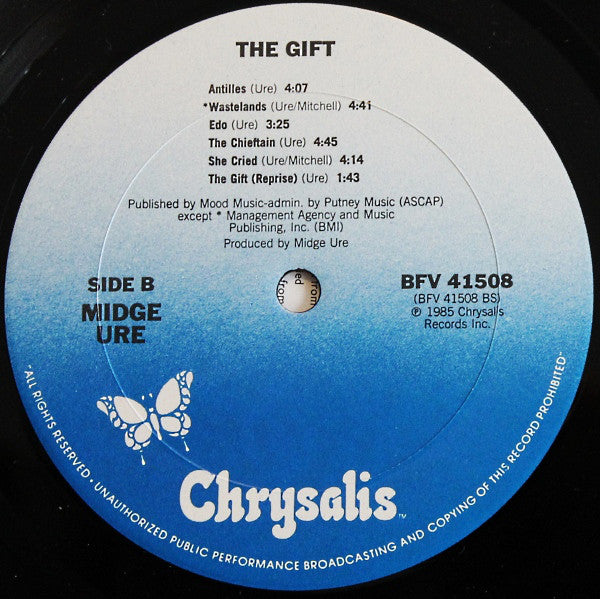 THE GIFT
Antilles (Ure) 4:07
*Wastelands (Ure/Mitchell) 4:41
Edo (Ure) 3:25
The Chieftain (Ure) 4:45
She Cried (Ure/Mitchell) 4:14
The Gift (Reprise) (Ure) 1:43
Published by Mood Music-admin. by Putney Music (ASCAP)
except * Management Agency and Music
Publishing, Inc. (BMI)
Produced by Midge Ure
SIDE B
MIDGE
URE
from
ed
from
BFV 41508
(BFV 41508 BS)
℗ 1985 Chrysalis
Records Inc.
Chrysalis™
-ALL RIGHTS RESERVED • UNAUTHORIZED PUBLIC PERFORMANCE BROADCASTING AND COPYING OF THIS RECORD PROHIBITED-